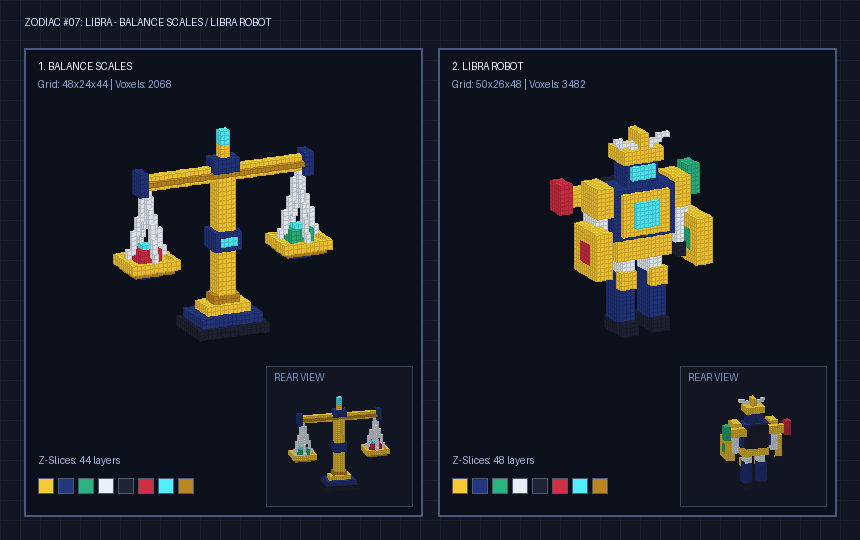 ZODIAC #07: LIBRA - BALANCE SCALES / LIBRA ROBOT
1. BALANCE SCALES
Grid: 48x24x44 | Voxels: 2068
REAR VIEW
Z-Slices: 44 layers
2. LIBRA ROBOT
Grid: 50x26x48 | Voxels: 3482
REAR VIEW
Z-Slices: 48 layers